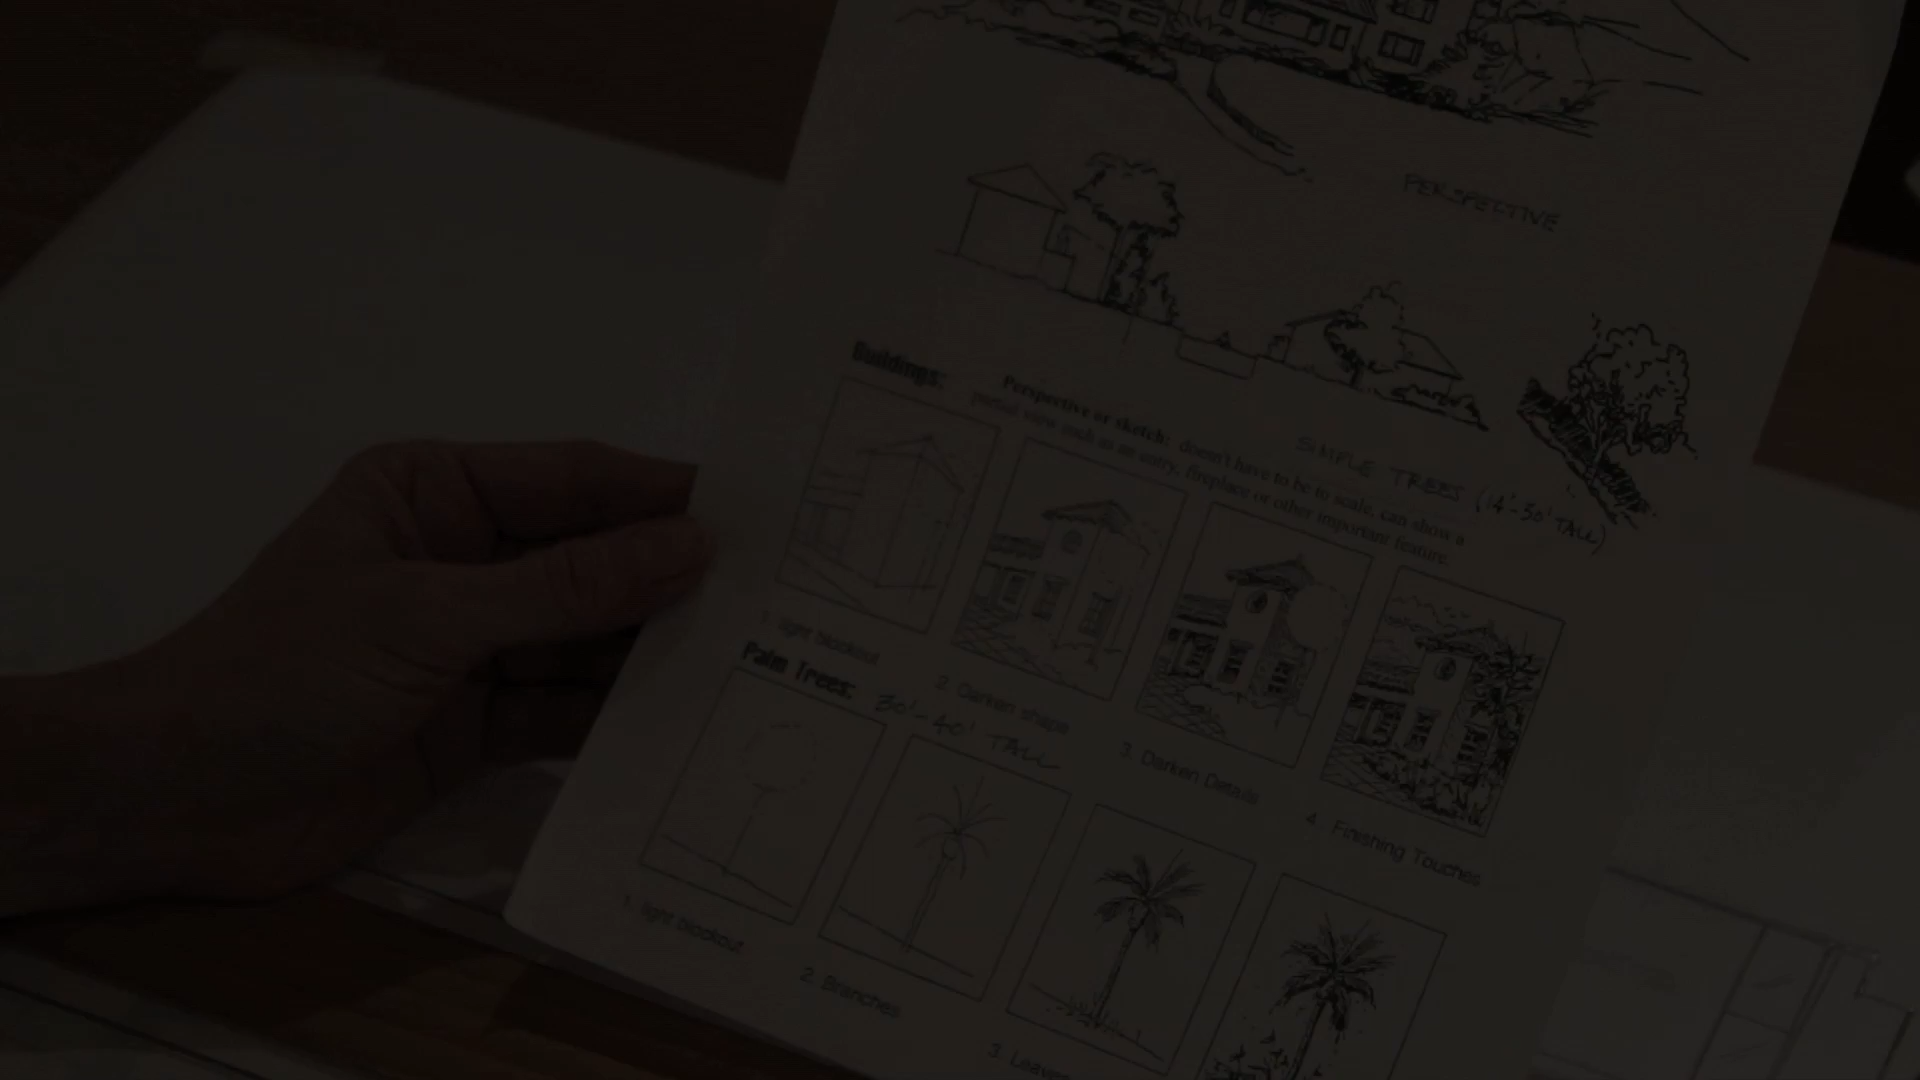 PERSPECTIVE
SIMPLE TREES (14'-30' TALL)
Buildings:
Perspective or sketch: doesn't have to be to scale, can show a
partial view such as an entry, fireplace or other important feature
1. light blockout
2. Darken shape
3. Darken Details
4. Finishing Touches
Palm Trees: 30'-40' TALL
1. light blockout
2. Branches
3. Leaves